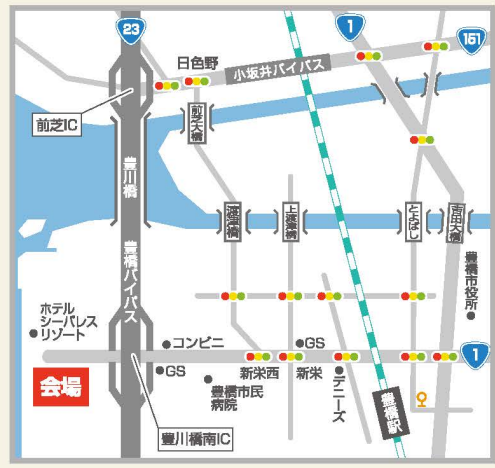 23
1
151
日色野
小坂井バイパス
前芝IC
前芝大橋
豊川橋
渡津橋
上渡津橋
とよばし
吉田大橋
豊橋バイパス
豊橋市役所
ホテル
シーパレス
リゾート
コンビニ
GS
1
会場
GS
新栄西
新栄
デニーズ
豊橋市民
病院
豊橋駅
豊川橋南IC